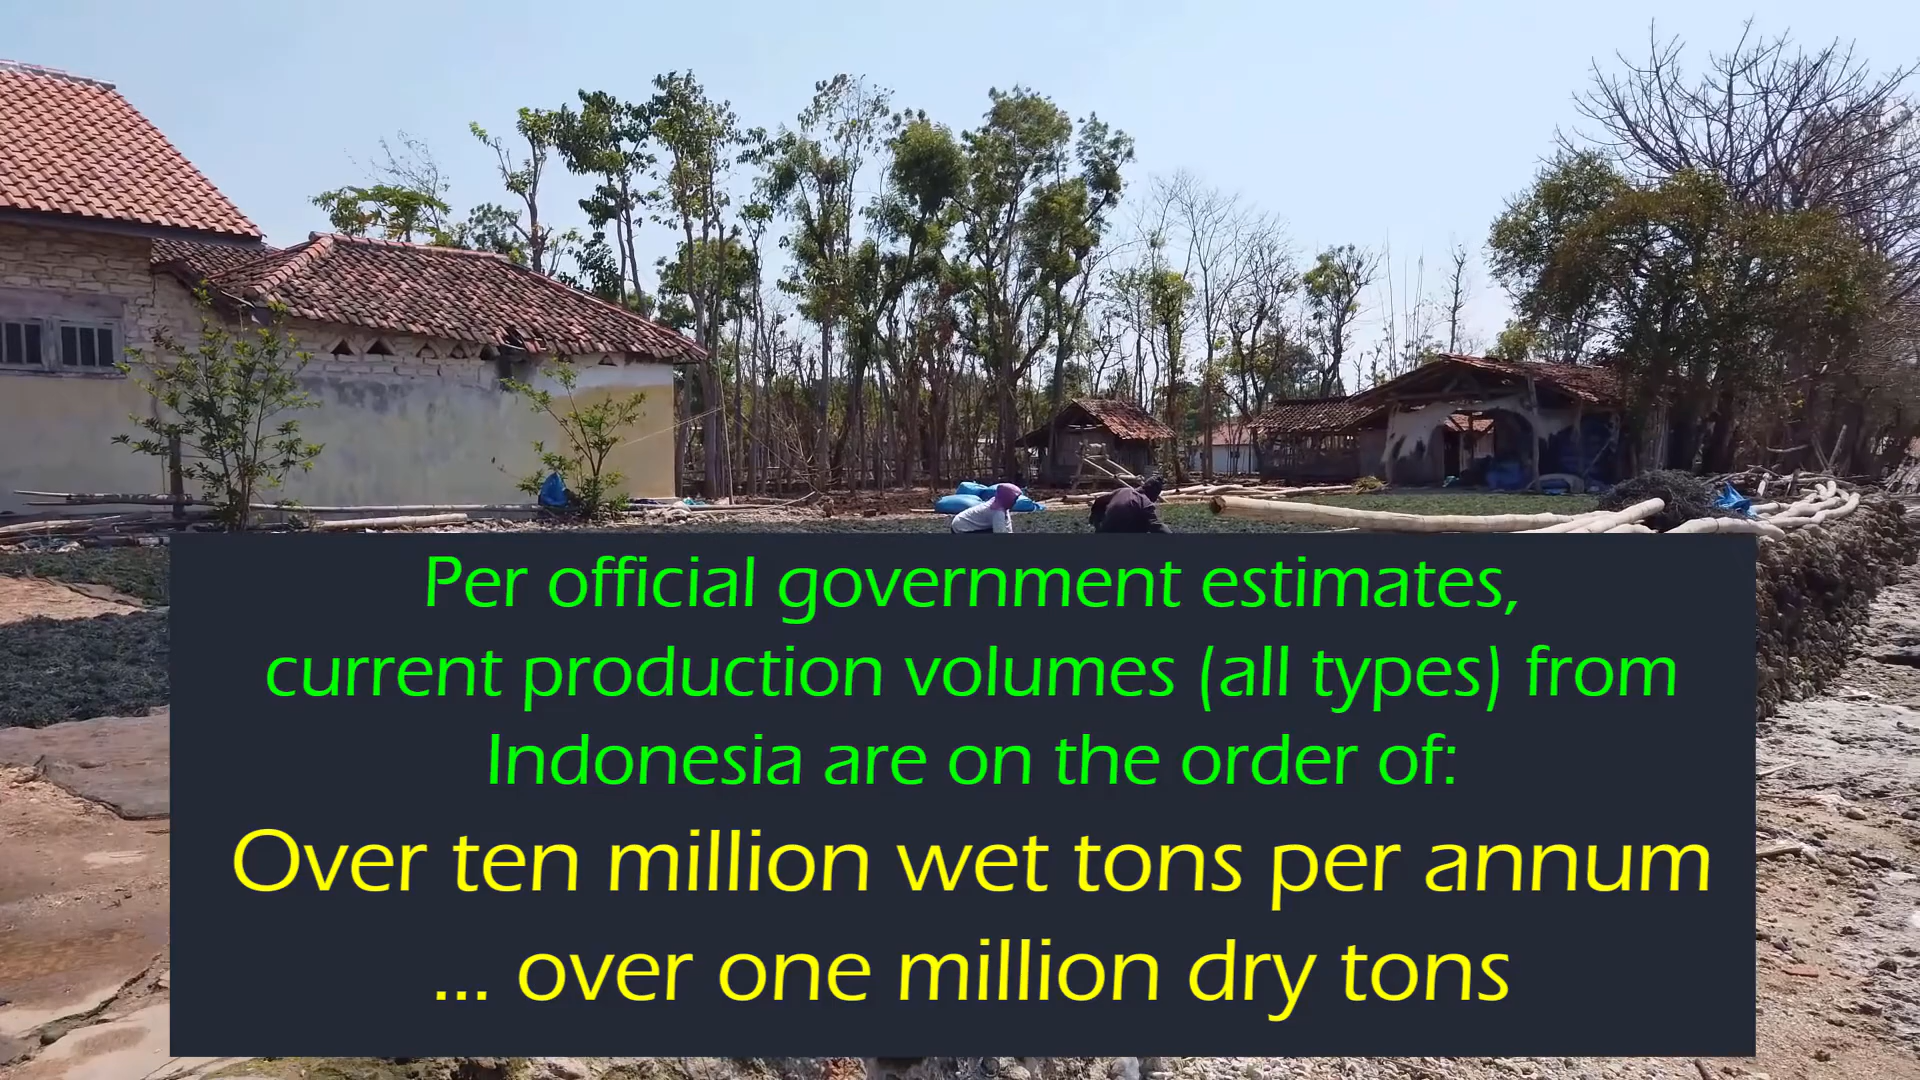 Per official government estimates,
current production volumes (all types) from
Indonesia are on the order of:
Over ten million wet tons per annum
... over one million dry tons